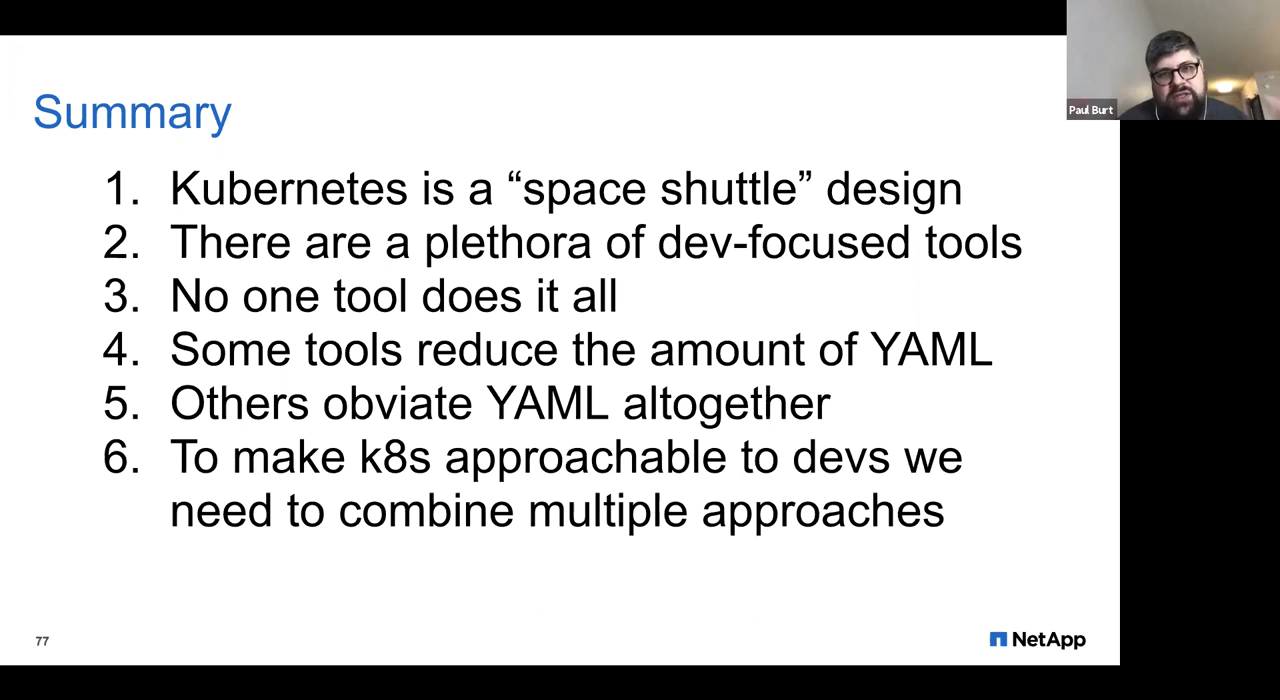 Paul Burt
Summary
1. Kubernetes is a “space shuttle” design
2. There are a plethora of dev-focused tools
3. No one tool does it all
4. Some tools reduce the amount of YAML
5. Others obviate YAML altogether
6. To make k8s approachable to devs we
need to combine multiple approaches
77
NetApp